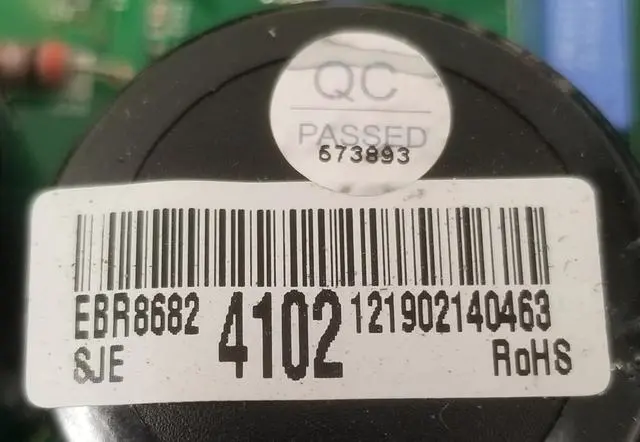 QC
PASSED
673893
EBR8682 4102 121902140463
SJE RoHS